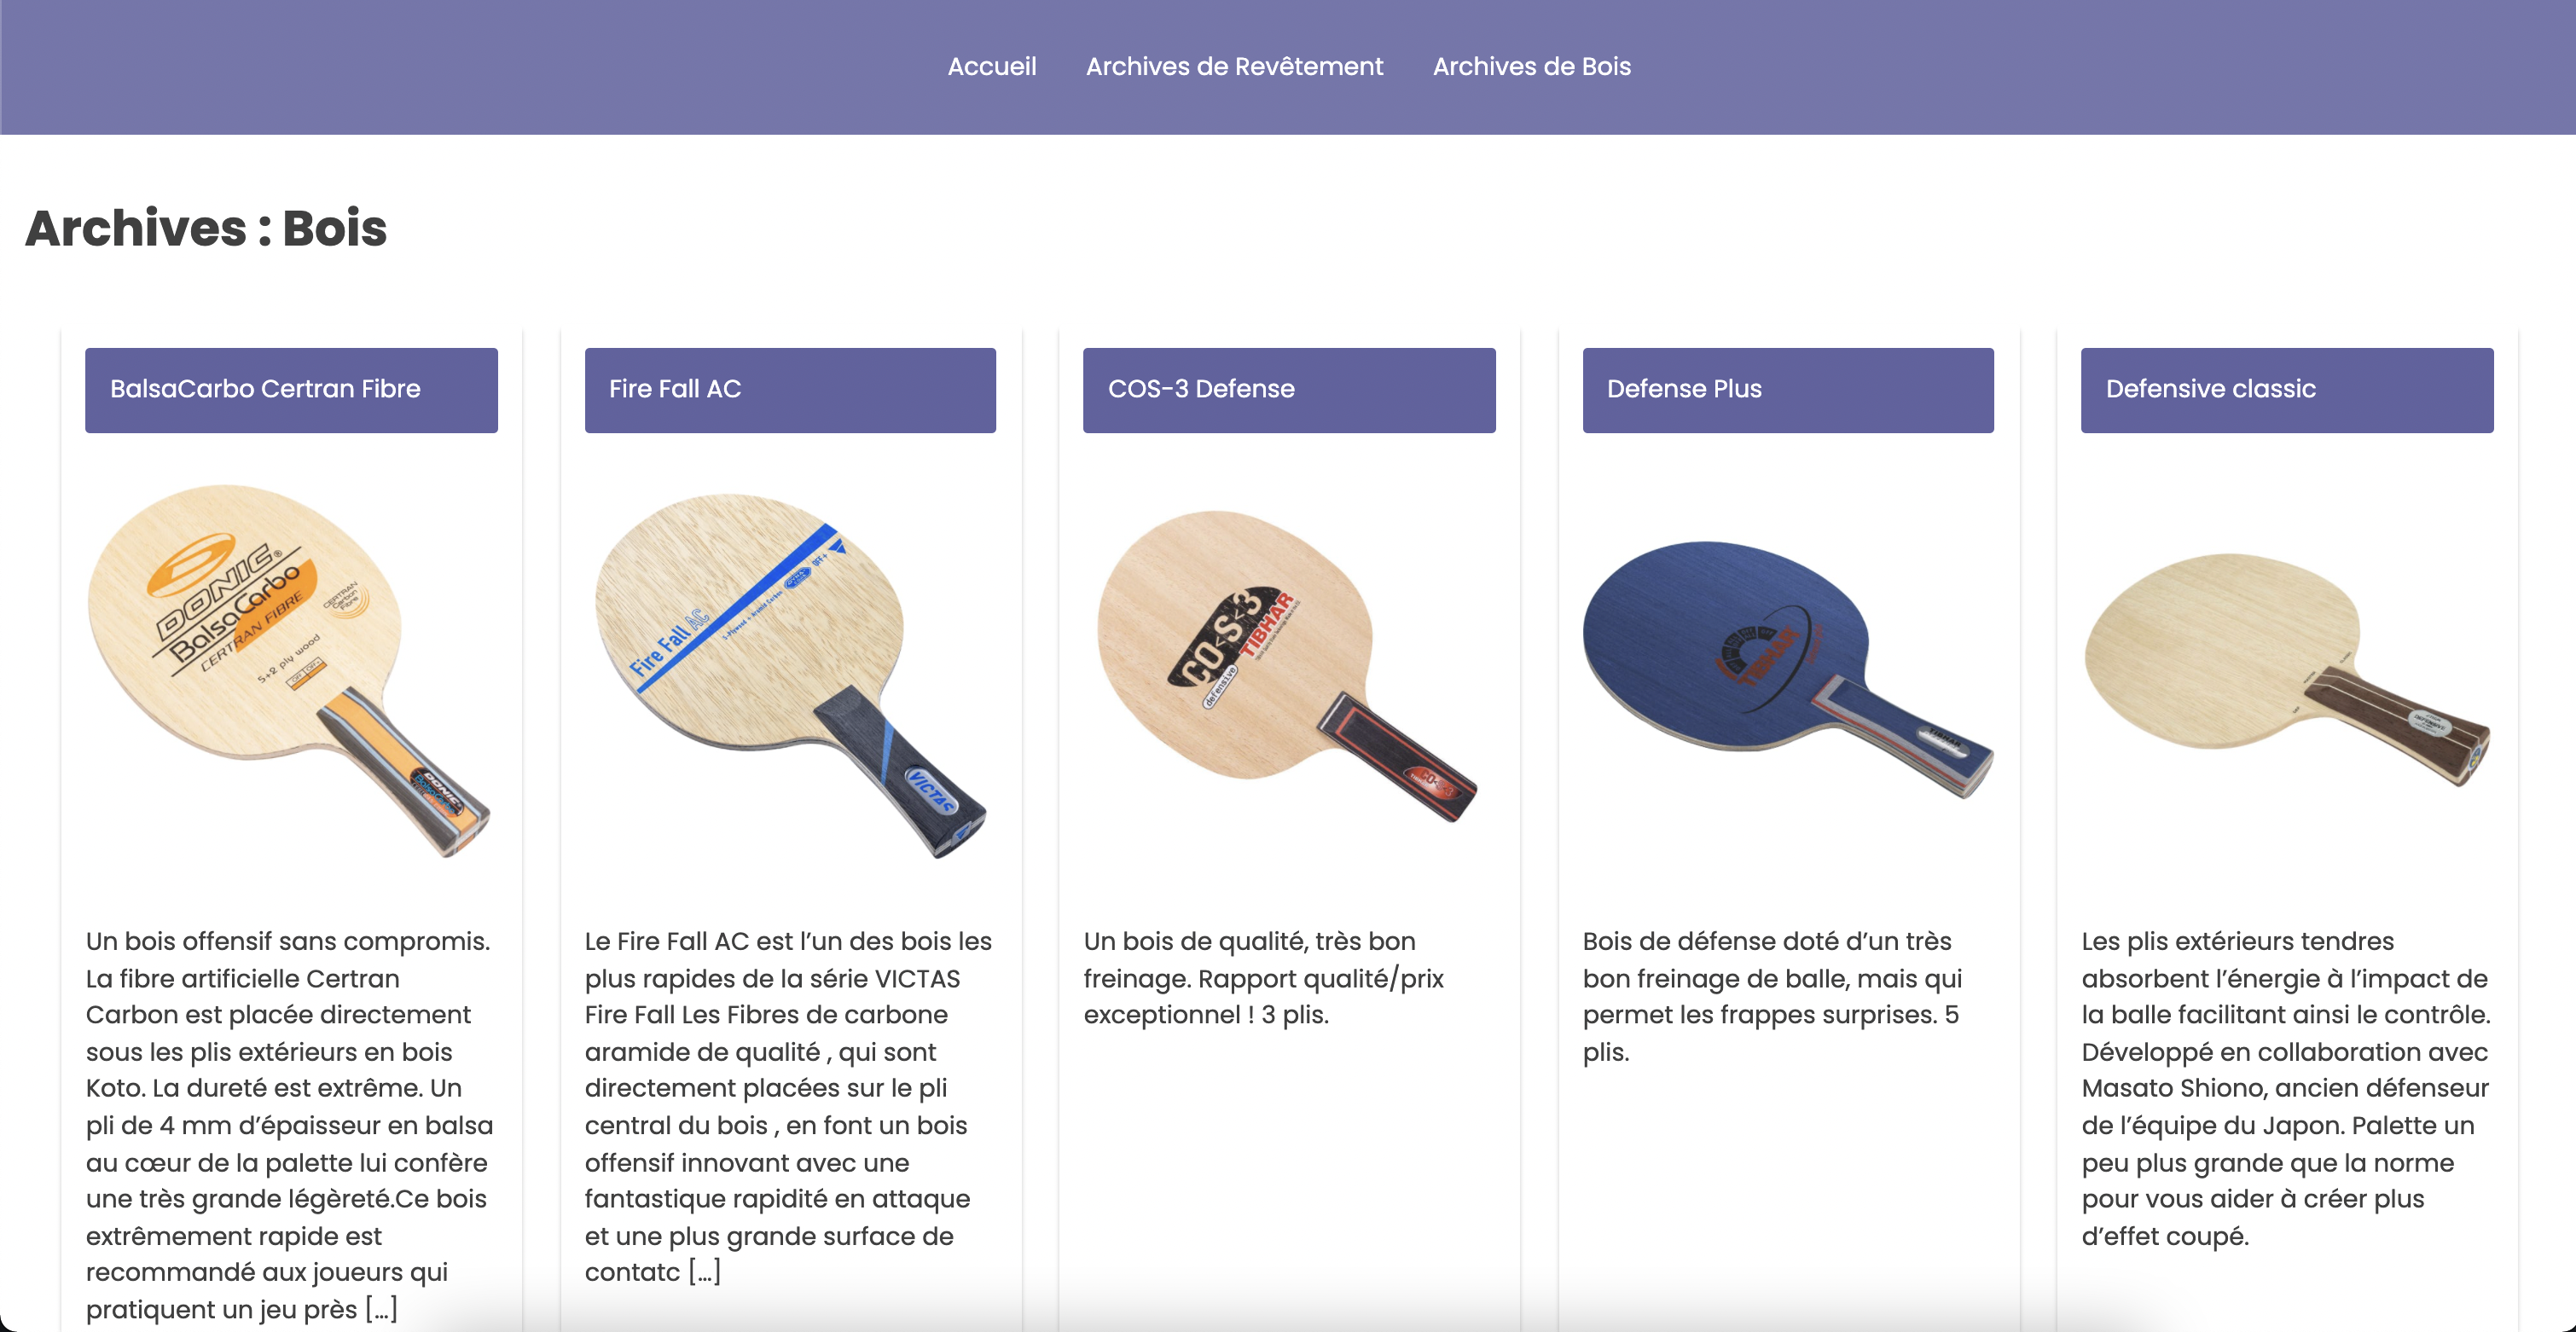 Accueil Archives de Revêtement Archives de Bois
Archives : Bois
BalsaCarbo Certran Fibre
DONIC®
BalsaCarbo
CERTRAN FIBRE
CERTRAN
Carbon
Fibre
5+2 ply wood
DONIC
Un bois offensif sans compromis.
La fibre artificielle Certran
Carbon est placée directement
sous les plis extérieurs en bois
Koto. La dureté est extrême. Un
pli de 4 mm d’épaisseur en balsa
au cœur de la palette lui confère
une très grande légèreté.Ce bois
extrêmement rapide est
recommandé aux joueurs qui
pratiquent un jeu près […]
Fire Fall AC
Fire Fall AC
OFF+
VICTAS
Le Fire Fall AC est l’un des bois les
plus rapides de la série VICTAS
Fire Fall Les Fibres de carbone
aramide de qualité , qui sont
directement placées sur le pli
central du bois , en font un bois
offensif innovant avec une
fantastique rapidité en attaque
et une plus grande surface de
contatc […]
COS-3 Defense
CO<S<3
TIBHAR
defensive
Un bois de qualité, très bon
freinage. Rapport qualité/prix
exceptionnel ! 3 plis.
Defense Plus
TIBHAR
TIBHAR
Bois de défense doté d’un très
bon freinage de balle, mais qui
permet les frappes surprises. 5
plis.
Defensive classic
DEFENSIVE
Les plis extérieurs tendres
absorbent l’énergie à l’impact de
la balle facilitant ainsi le contrôle.
Développé en collaboration avec
Masato Shiono, ancien défenseur
de l’équipe du Japon. Palette un
peu plus grande que la norme
pour vous aider à créer plus
d’effet coupé.